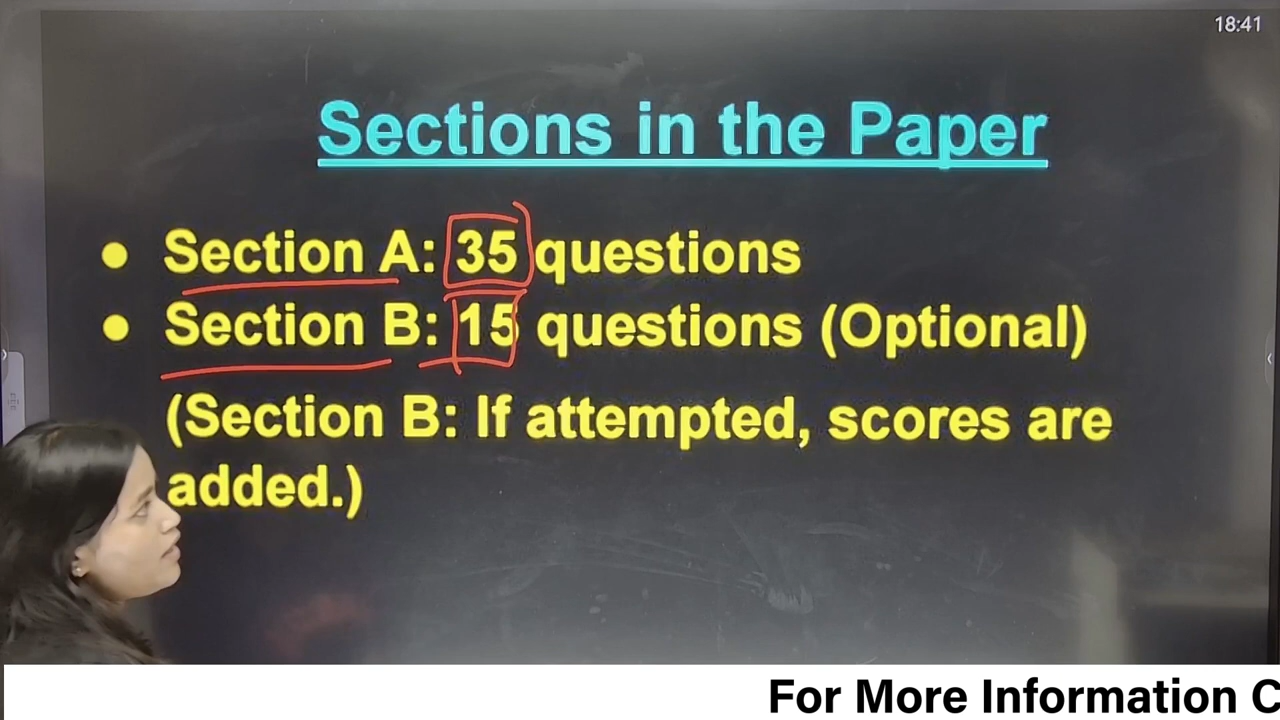 18:41
Sections in the Paper
• Section A: 35 questions
• Section B: 15 questions (Optional)
(Section B: If attempted, scores are
added.)
For More Information C